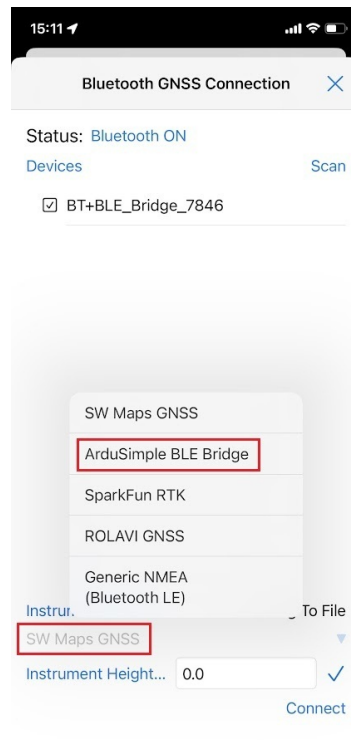 15:11
Bluetooth GNSS Connection
Status: Bluetooth ON
Devices Scan
BT+BLE_Bridge_7846
SW Maps GNSS
ArduSimple BLE Bridge
SparkFun RTK
ROLAVI GNSS
Generic NMEA
(Bluetooth LE)
To File
SW Maps GNSS
Instrument Height... 0.0
Connect